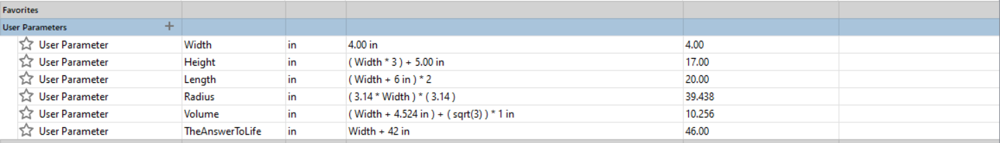 Favorites
User Parameters +
User Parameter Width in 4.00 in 4.00
User Parameter Height in ( Width * 3 ) + 5.00 in 17.00
User Parameter Length in ( Width + 6 in ) * 2 20.00
User Parameter Radius in ( 3.14 * Width ) * ( 3.14 ) 39.438
User Parameter Volume in ( Width + 4.524 in ) + ( sqrt(3) ) * 1 in 10.256
User Parameter TheAnswerToLife in Width + 42 in 46.00